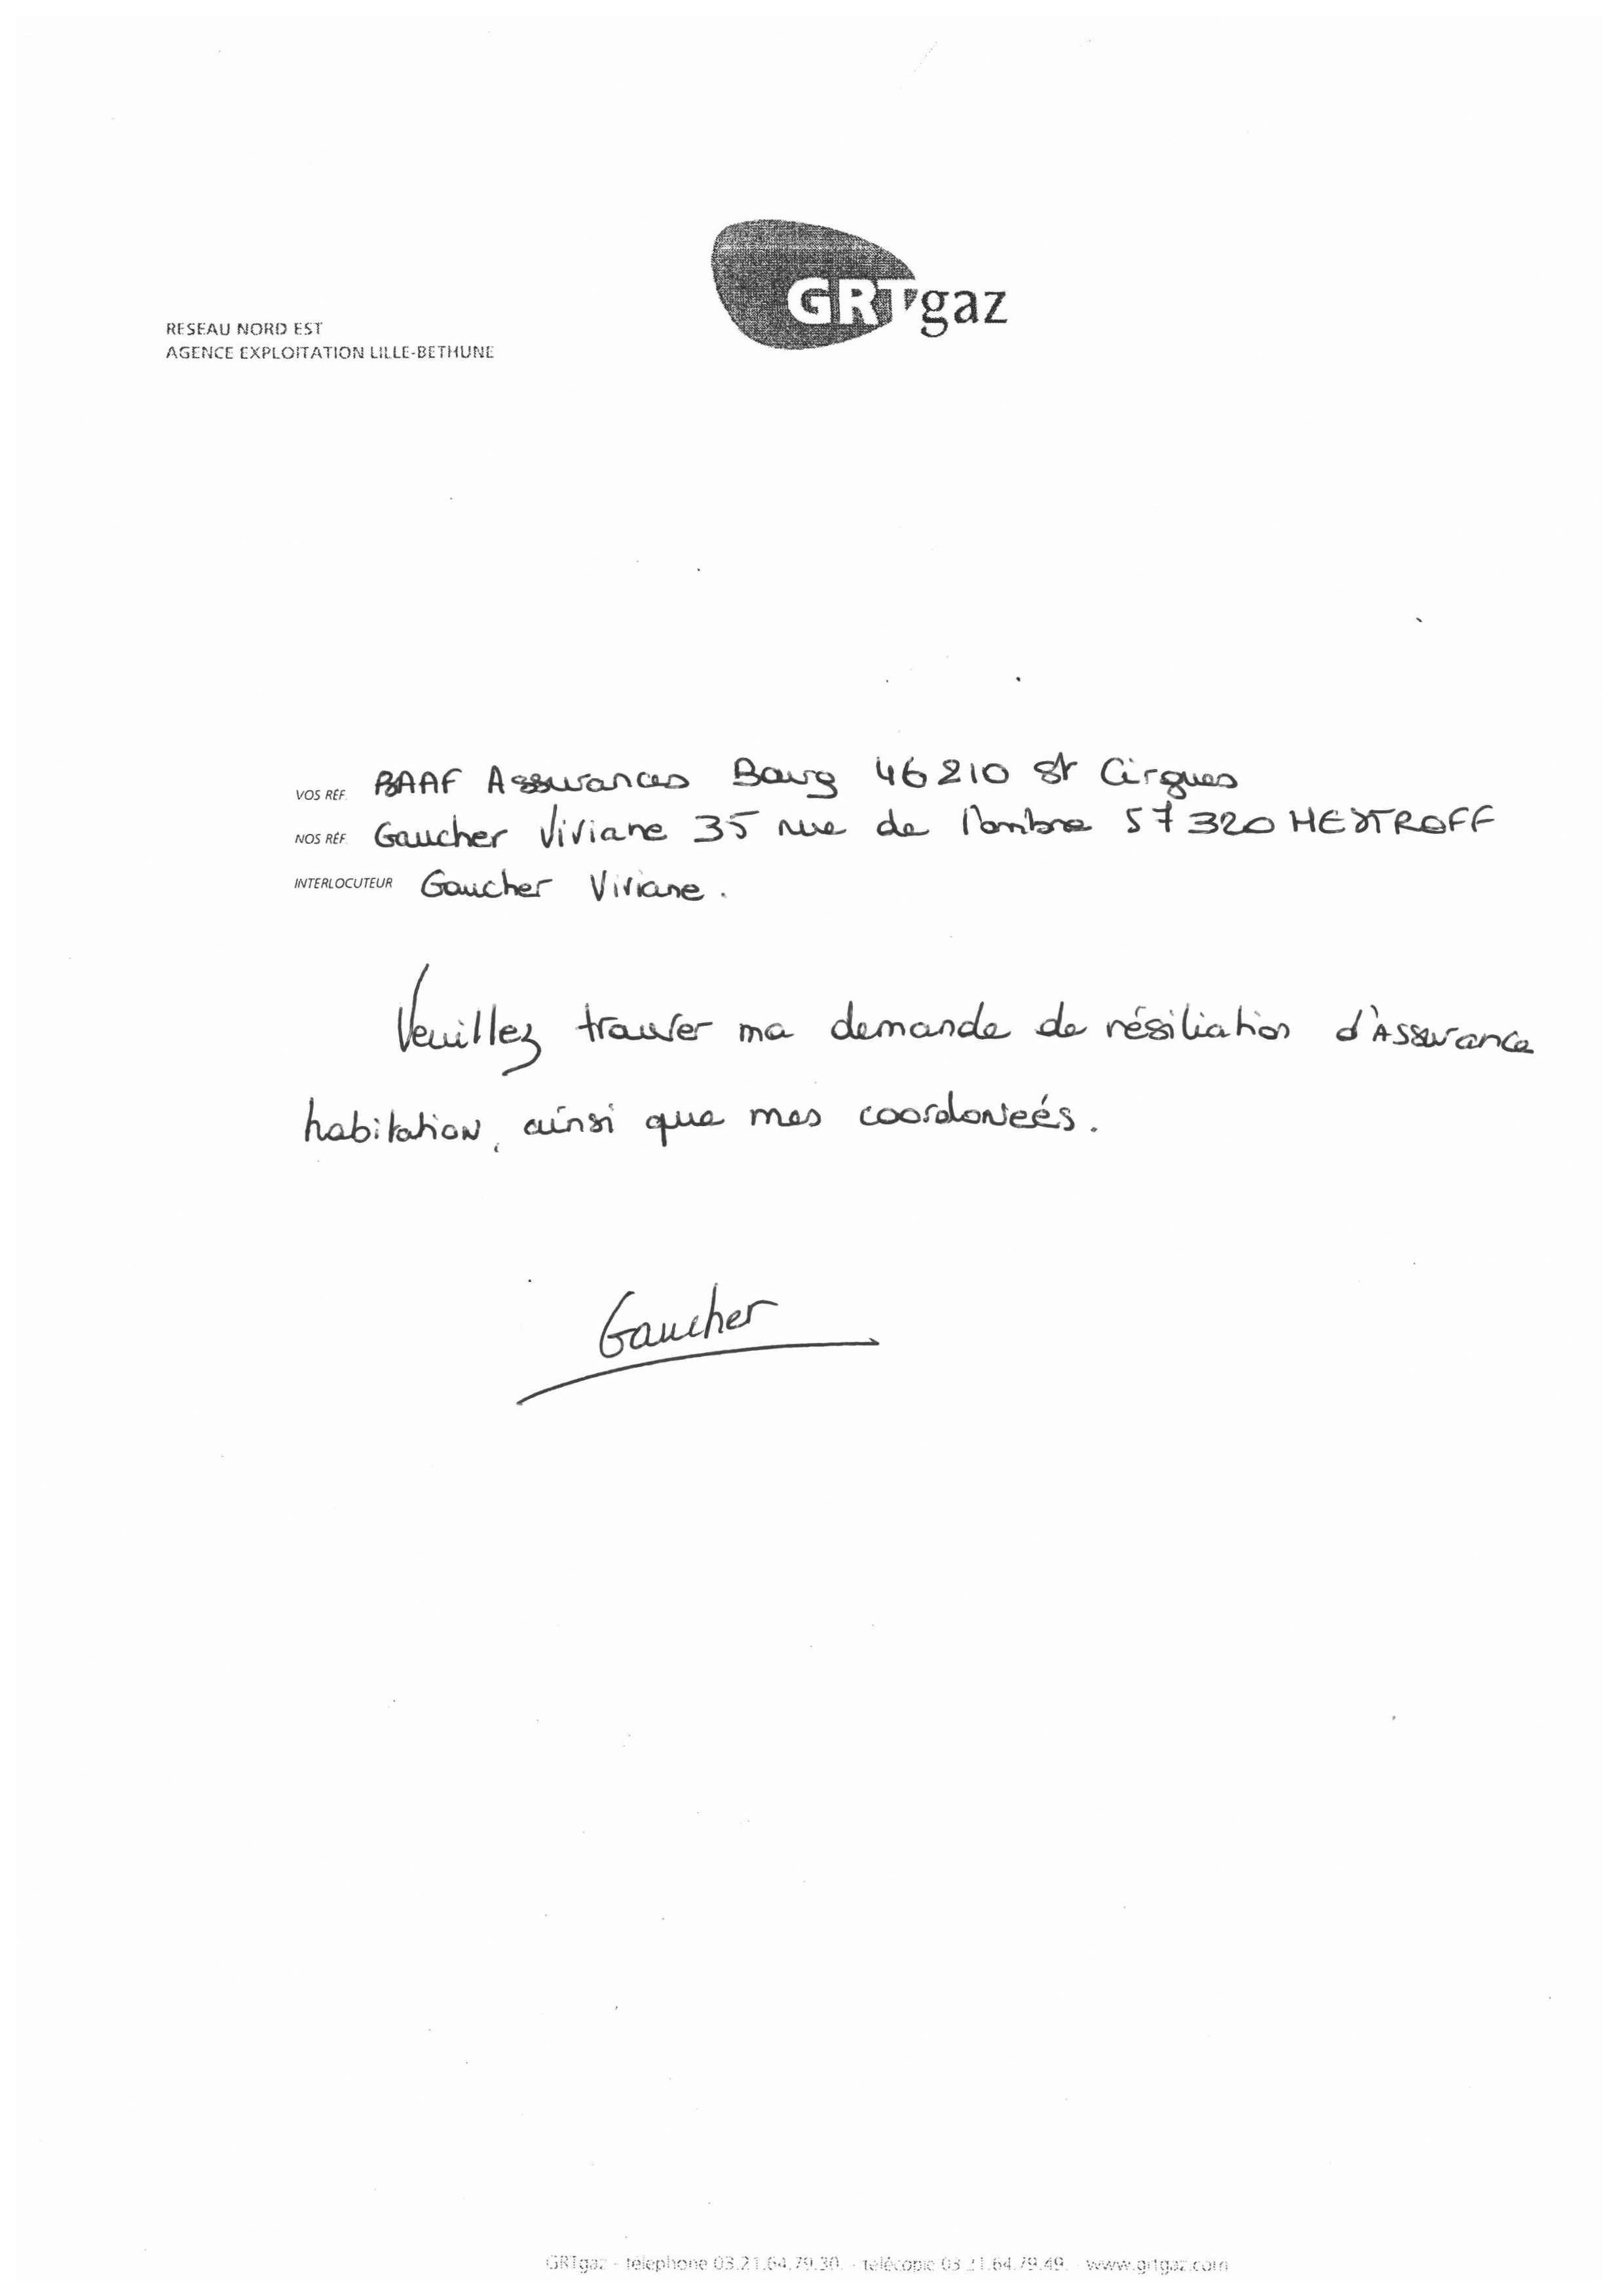 GRTgaz
RESEAU NORD EST
AGENCE EXPLOITATION LILLE-BETHUNE
VOS RÉF. BAAF Assurances Bourg 46210 St Cirgues
NOS RÉF. Gaucher Viviane 35 rue de l'ombre 57320 HESTROFF
INTERLOCUTEUR Gaucher Viviane.
Veuillez trouver ma demande de résiliation d'Assurance
habitation, ainsi que mes coordoneés.
Gaucher
GRTgaz - telephone 03.21.64.79.30. - télécopie 03.21.64.79.49. - www.grtgaz.com